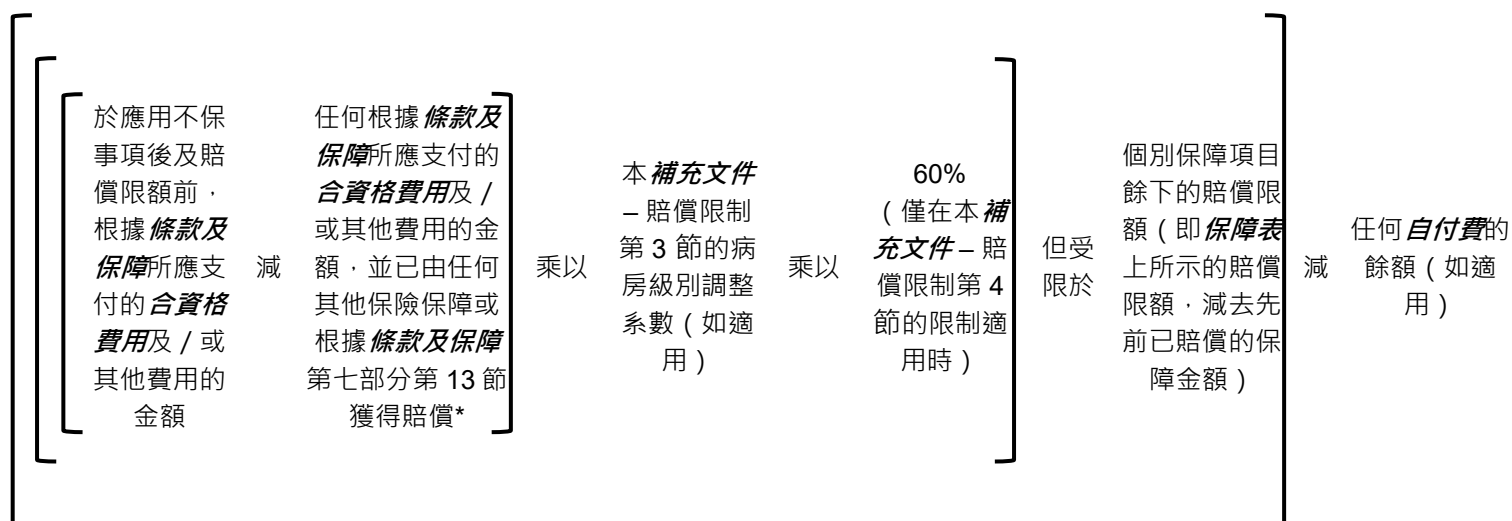 於應用不保
事項後及賠
償限額前，
根據條款及
保障所應支
付的合資格
費用及 / 或
其他費用的
金額
減
任何根據條款及
保障所應支付的
合資格費用及 /
或其他費用的金
額，並已由任何
其他保險保障或
根據條款及保障
第七部分第 13 節
獲得賠償*
乘以
本補充文件
– 賠償限制
第 3 節的病
房級別調整
系數（如適
用）
乘以
60%
（僅在本補
充文件 – 賠
償限制第 4
節的限制適
用時）
但受
限於
個別保障項目
餘下的賠償限
額（即保障表
上所示的賠償
限額，減去先
前已賠償的保
障金額）
減
任何自付費的
餘額（如適
用）